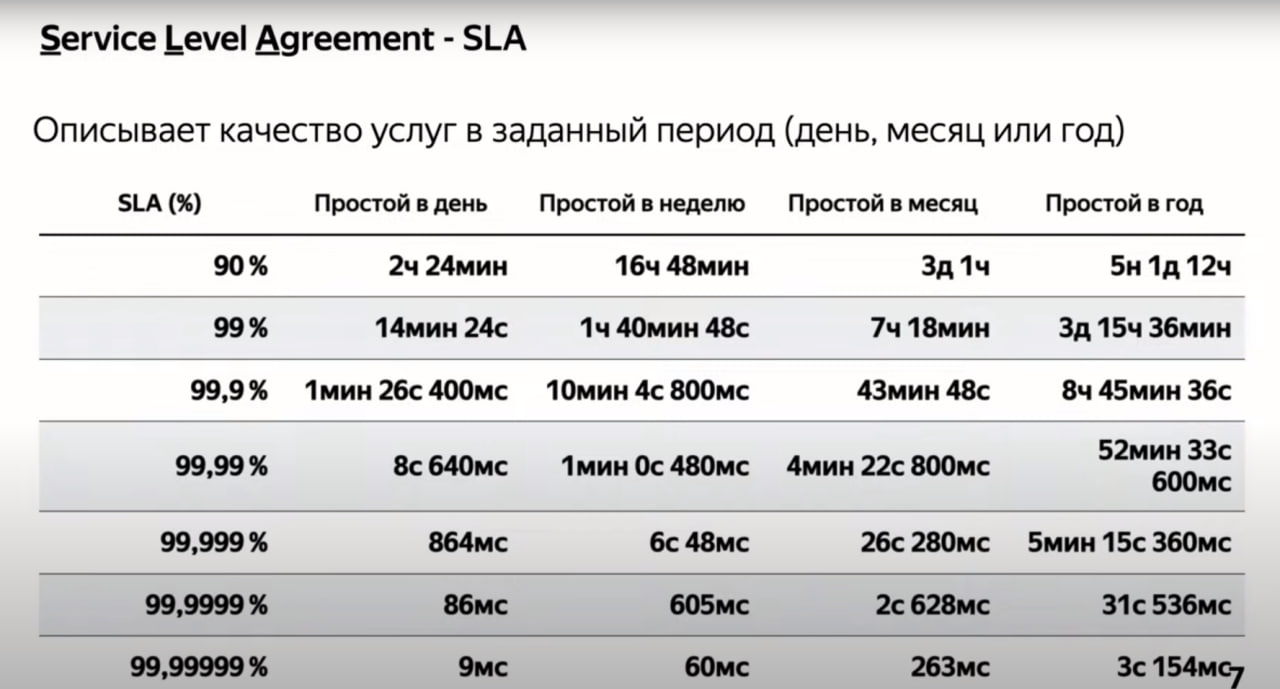 Service Level Agreement - SLA
Описывает качество услуг в заданный период (день, месяц или год)
SLA (%) Простой в день Простой в неделю Простой в месяц Простой в год
90 % 2ч 24мин 16ч 48мин 3д 1ч 5н 1д 12ч
99 % 14мин 24с 1ч 40мин 48с 7ч 18мин 3д 15ч 36мин
99,9 % 1мин 26с 400мс 10мин 4с 800мс 43мин 48с 8ч 45мин 36с
99,99 % 8с 640мс 1мин 0с 480мс 4мин 22с 800мс 52мин 33с
600мс
99,999 % 864мс 6с 48мс 26с 280мс 5мин 15с 360мс
99,9999 % 86мс 605мс 2с 628мс 31с 536мс
99,99999 % 9мс 60мс 263мс 3с 154мс
7